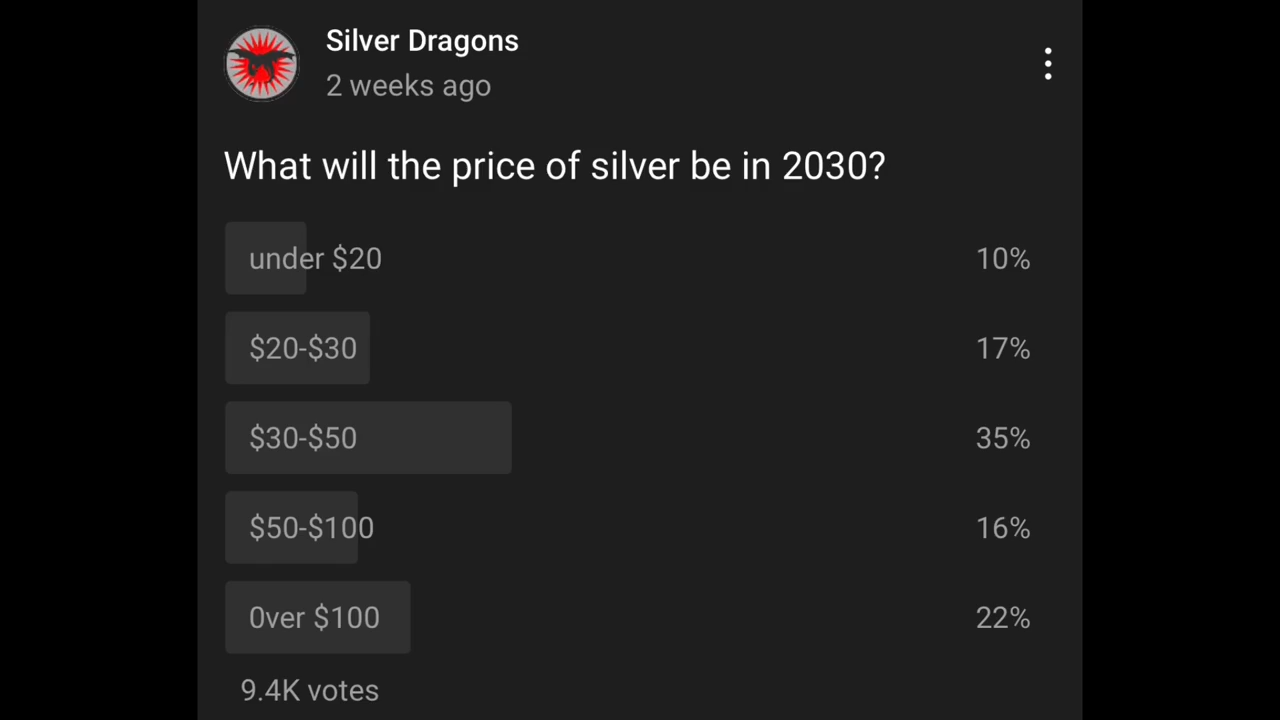 Silver Dragons
2 weeks ago
What will the price of silver be in 2030?
under $20 10%
$20-$30 17%
$30-$50 35%
$50-$100 16%
0ver $100 22%
9.4K votes